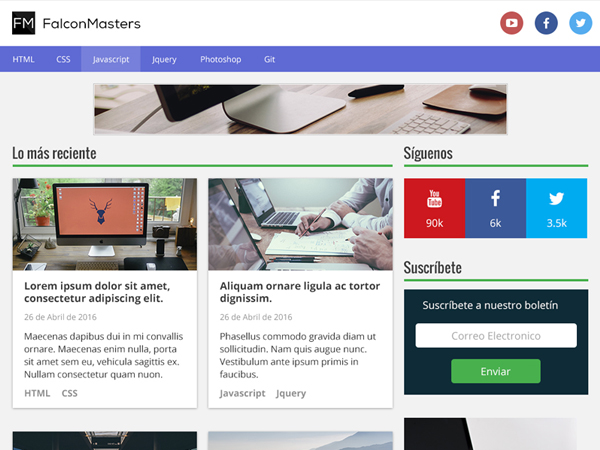 FM FalconMasters
HTML CSS Javascript Jquery Photoshop Git
Lo más reciente
Lorem ipsum dolor sit amet,
consectetur adipiscing elit.
26 de Abril de 2016
Maecenas dapibus dui in mi convallis
ornare. Maecenas enim nulla, porta
sit amet sem eu, vehicula sagittis ex.
Nullam consectetur quam nunc.
HTML CSS
Aliquam ornare ligula ac tortor
dignissim.
26 de Abril de 2016
Phasellus commodo gravida diam ut
sollicitudin. Nam quis augue nunc.
Vestibulum ante ipsum primis in
faucibus.
Javascript Jquery
Síguenos
You Tube
90k
6k
3.5k
Suscríbete
Suscríbete a nuestro boletín
Correo Electronico
Enviar